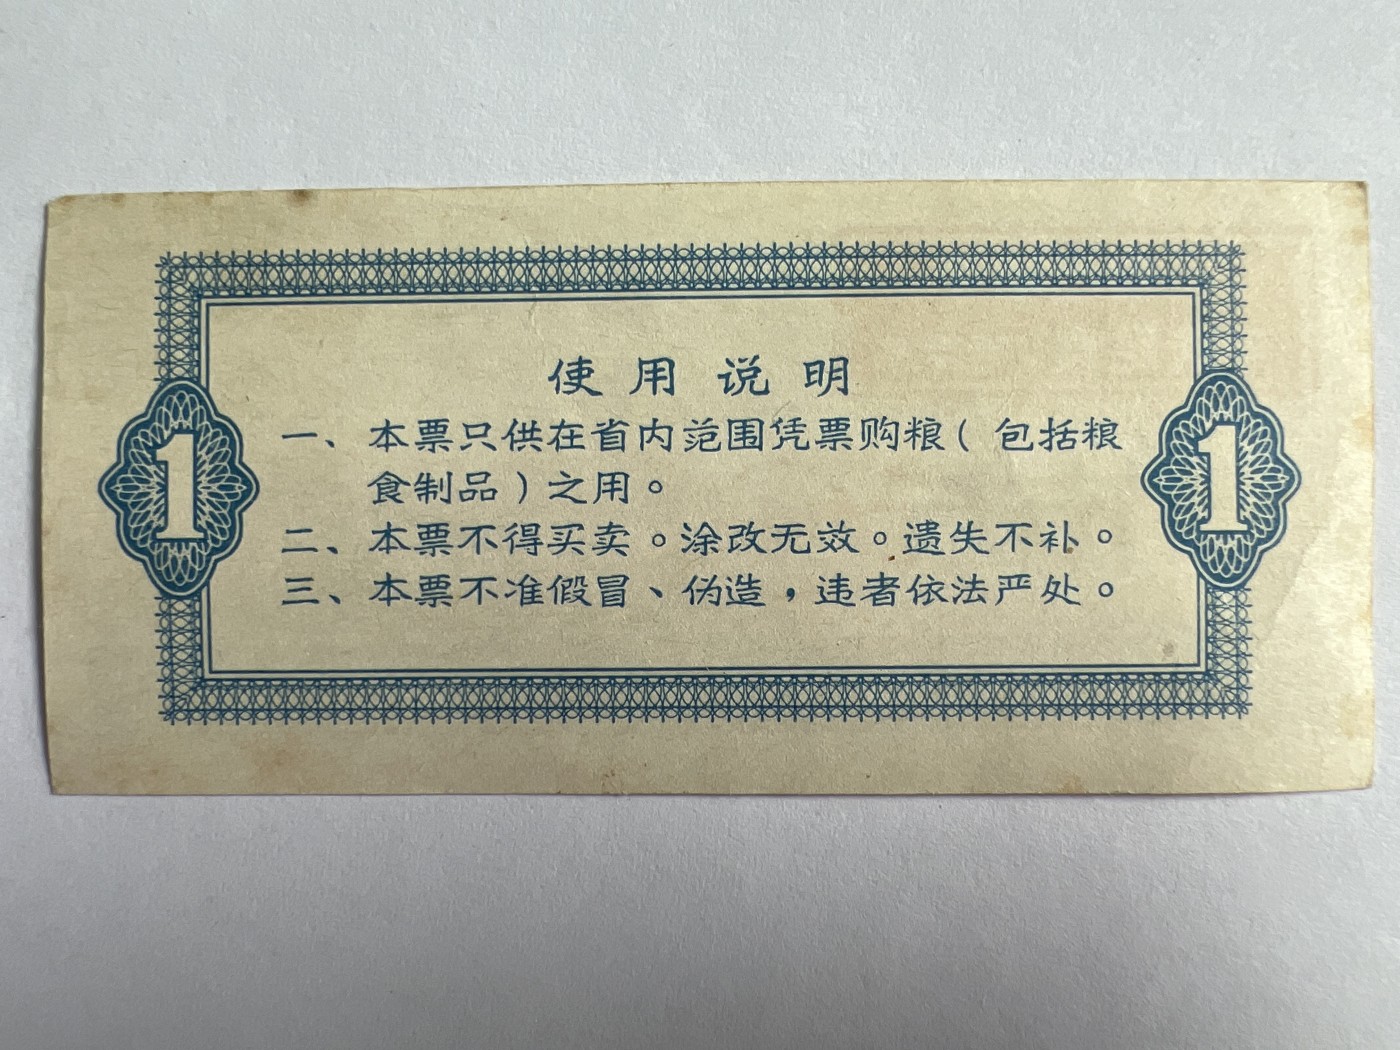 使用说明
一、本票只供在省内范围凭票购粮(包括粮
食制品)之用。
二、本票不得买卖。涂改无效。遗失不补。
三、本票不准假冒、伪造，违者依法严处。
1
1